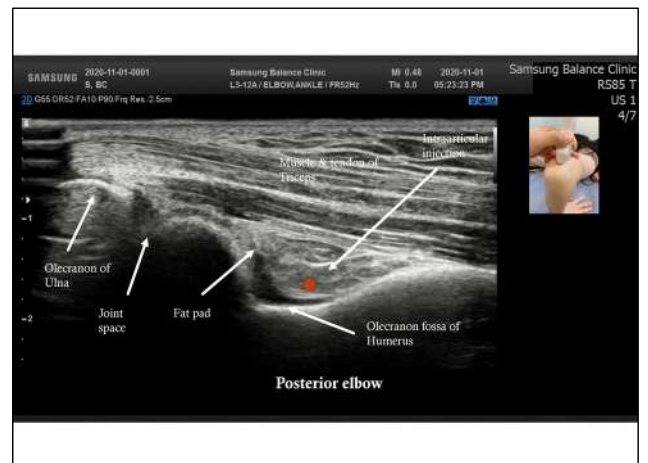 SAMSUNG
2020-11-01-0001
S, BC
Samsung Balance Clinic
L3-12A / ELBOW,ANKLE / FR52Hz
MI 0.48
TIs 0.0
2020-11-01
05:23:23 PM
Samsung Balance Clinic
RS85 T
US 1
4/7
2D G55/DR52/FA10/P90/Frq Res./2.5cm
Muscle & tendon of
Triceps
Intraarticular
injection
-1
Olecranon of
Ulna
Joint
space
Fat pad
-2
Olecranon fossa of
Humerus
Posterior elbow